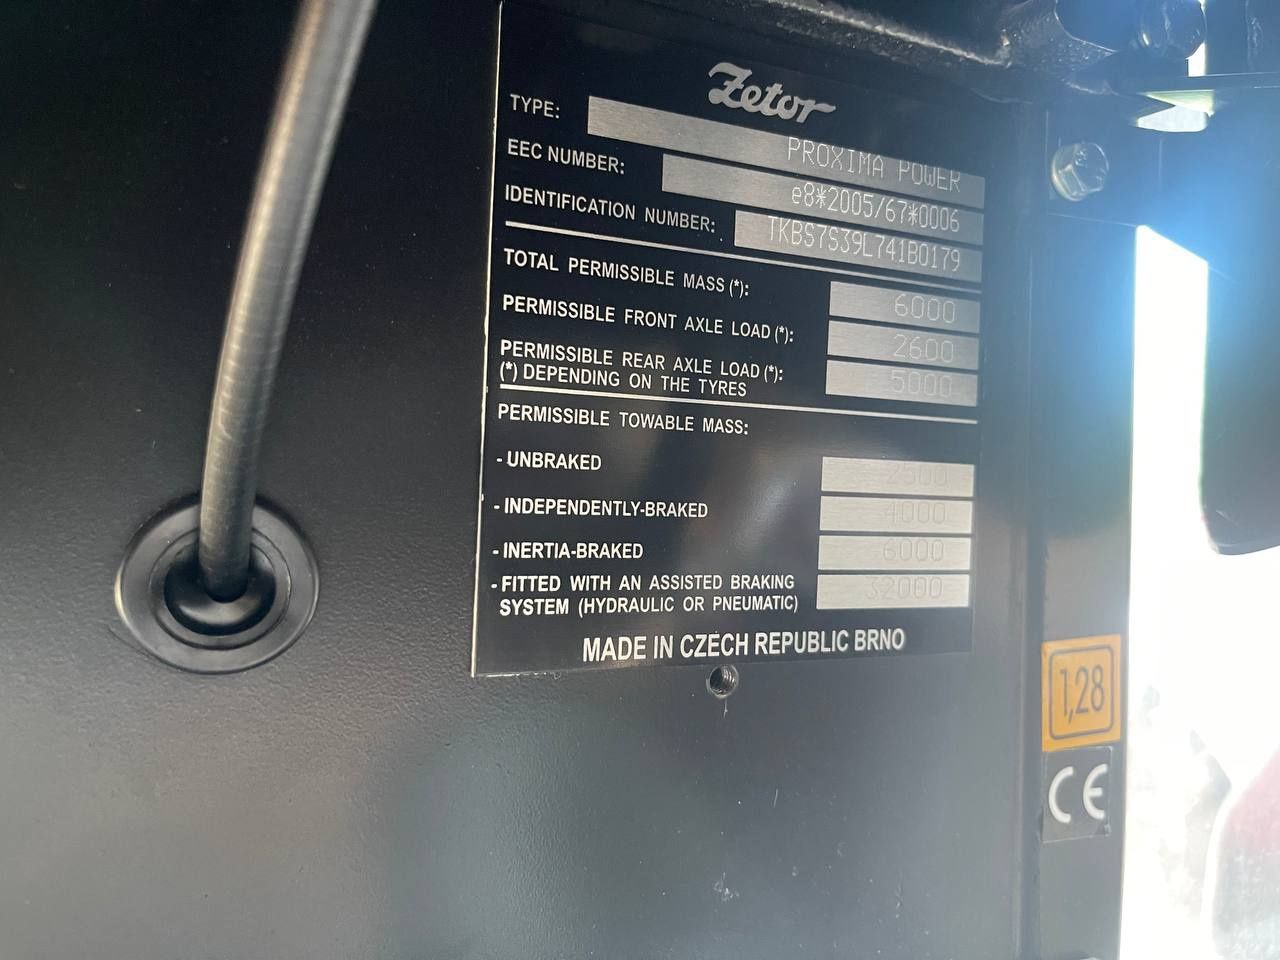 Zetor
TYPE: PROXIMA POWER
EEC NUMBER: e8*2005/67*0006
IDENTIFICATION NUMBER: TKBS7S39L741B0179
TOTAL PERMISSIBLE MASS (*): 6000
PERMISSIBLE FRONT AXLE LOAD (*): 2600
PERMISSIBLE REAR AXLE LOAD (*): 5000
(*) DEPENDING ON THE TYRES
PERMISSIBLE TOWABLE MASS:
- UNBRAKED 2500
- INDEPENDENTLY-BRAKED 4000
- INERTIA-BRAKED 6000
- FITTED WITH AN ASSISTED BRAKING
SYSTEM (HYDRAULIC OR PNEUMATIC) 32000
MADE IN CZECH REPUBLIC BRNO
1,28
CE